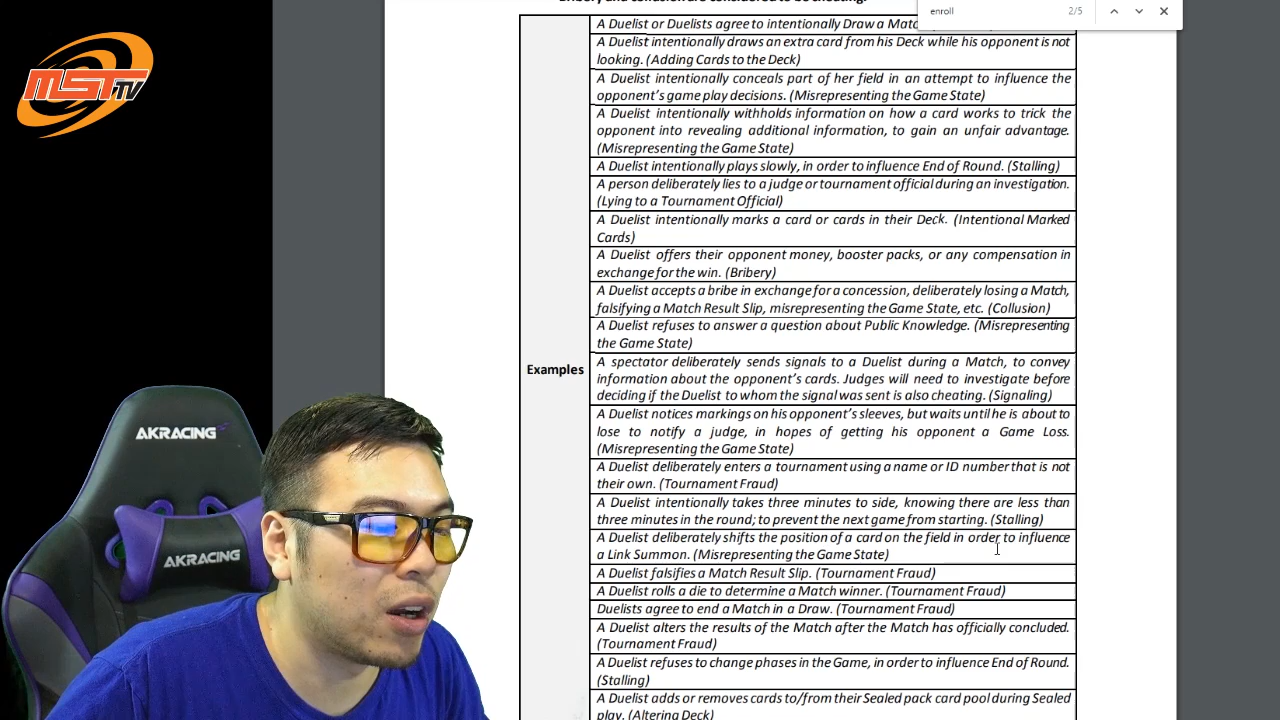 Bribery and collusion are considered to be cheating.
enroll
2/5
MST TV
A Duelist or Duelists agree to intentionally Draw a Matc
A Duelist intentionally draws an extra card from his Deck while his opponent is not
looking. (Adding Cards to the Deck)
A Duelist intentionally conceals part of her field in an attempt to influence the
opponent's game play decisions. (Misrepresenting the Game State)
A Duelist intentionally withholds information on how a card works to trick the
opponent into revealing additional information, to gain an unfair advantage.
(Misrepresenting the Game State)
A Duelist intentionally plays slowly, in order to influence End of Round. (Stalling)
A person deliberately lies to a judge or tournament official during an investigation.
(Lying to a Tournament Official)
A Duelist intentionally marks a card or cards in their Deck. (Intentional Marked
Cards)
A Duelist offers their opponent money, booster packs, or any compensation in
exchange for the win. (Bribery)
A Duelist accepts a bribe in exchange for a concession, deliberately losing a Match,
falsifying a Match Result Slip, misrepresenting the Game State, etc. (Collusion)
A Duelist refuses to answer a question about Public Knowledge. (Misrepresenting
the Game State)
Examples
A spectator deliberately sends signals to a Duelist during a Match, to convey
information about the opponent's cards. Judges will need to investigate before
deciding if the Duelist to whom the signal was sent is also cheating. (Signaling)
A Duelist notices markings on his opponent's sleeves, but waits until he is about to
lose to notify a judge, in hopes of getting his opponent a Game Loss.
(Misrepresenting the Game State)
A Duelist deliberately enters a tournament using a name or ID number that is not
their own. (Tournament Fraud)
A Duelist intentionally takes three minutes to side, knowing there are less than
three minutes in the round; to prevent the next game from starting. (Stalling)
A Duelist deliberately shifts the position of a card on the field in order to influence
a Link Summon. (Misrepresenting the Game State)
A Duelist falsifies a Match Result Slip. (Tournament Fraud)
A Duelist rolls a die to determine a Match winner. (Tournament Fraud)
Duelists agree to end a Match in a Draw. (Tournament Fraud)
A Duelist alters the results of the Match after the Match has officially concluded.
(Tournament Fraud)
A Duelist refuses to change phases in the Game, in order to influence End of Round.
(Stalling)
A Duelist adds or removes cards to/from their Sealed pack card pool during Sealed
play. (Altering Deck)
AKRACING
AKRACING